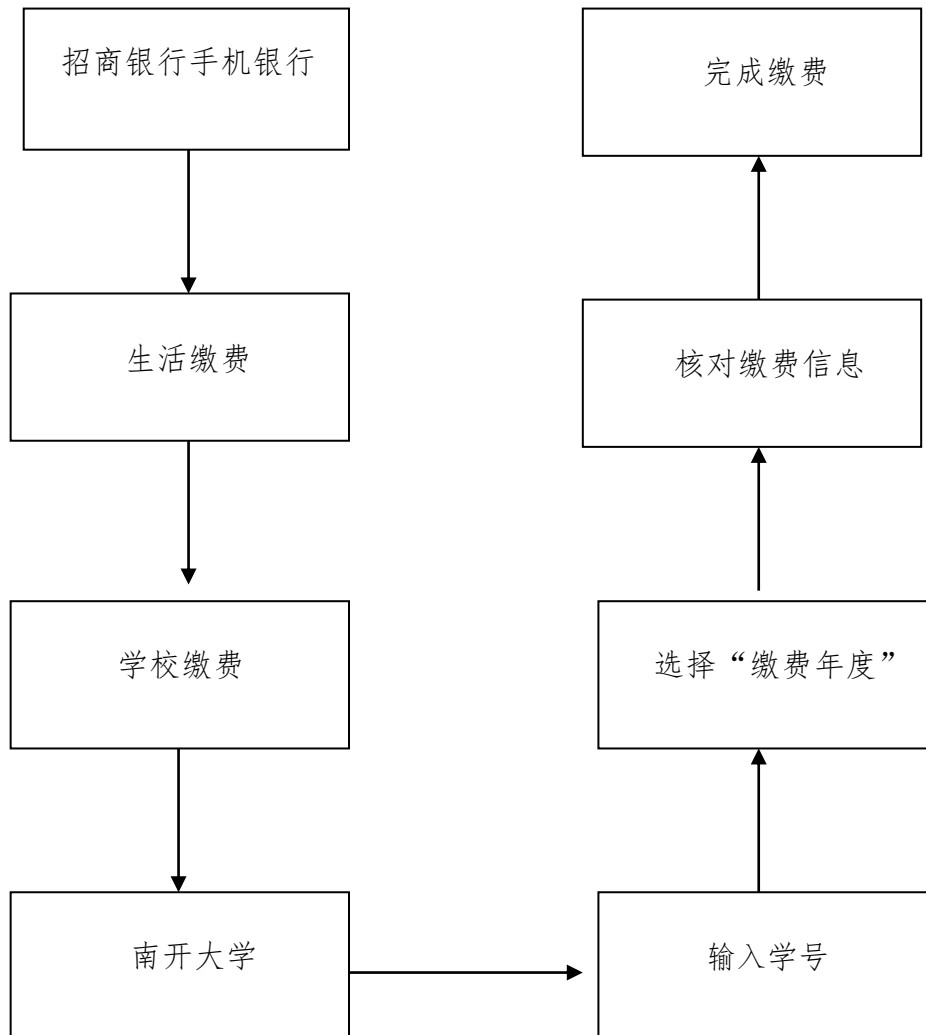 招商银行手机银行
生活缴费
学校缴费
南开大学
输入学号
选择“缴费年度”
核对缴费信息
完成缴费